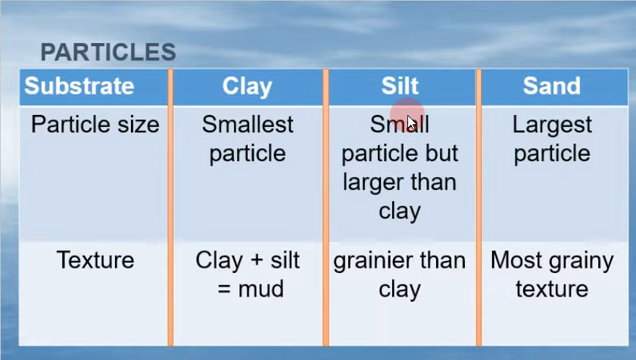 PARTICLES
Substrate Clay Silt Sand
Particle size
Smallest
particle
Small
particle but
larger than
clay
Largest
particle
Texture
Clay + silt
= mud
grainier than
clay
Most grainy
texture